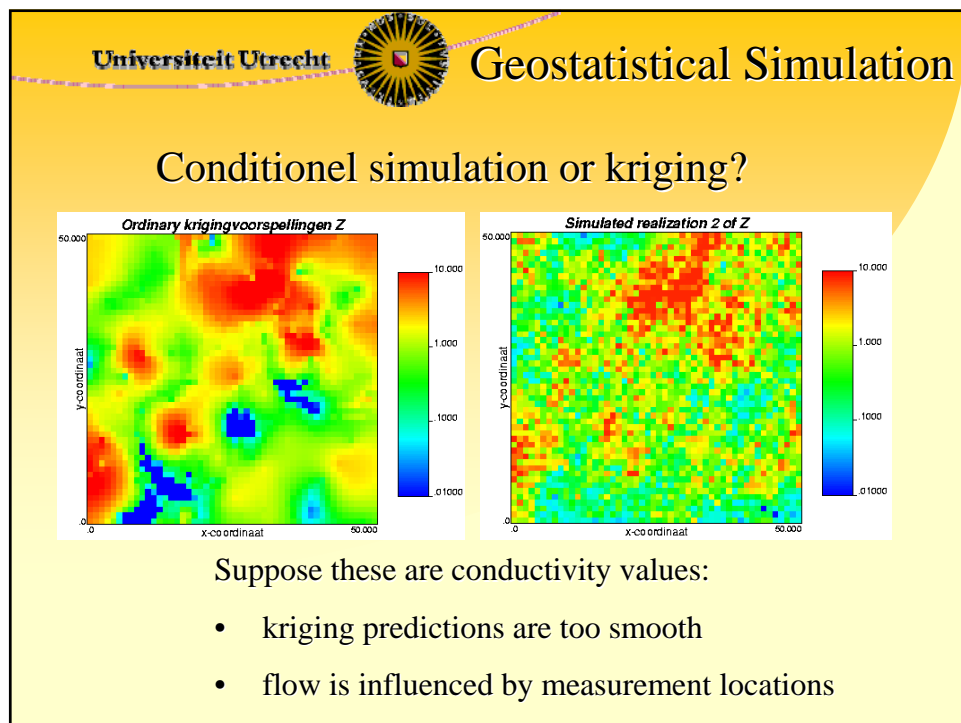 Universiteit Utrecht
Geostatistical Simulation
Conditionel simulation or kriging?
Ordinary krigingvoorspellingen Z
50.000
y-coordinaat
.0
.0
x-coordinaat
50.000
10.000
1.000
.1000
.01000
Simulated realization 2 of Z
50.000
y-coordinaat
.0
.0
x-coordinaat
50.000
10.000
1.000
.1000
.01000
Suppose these are conductivity values:
• kriging predictions are too smooth
• flow is influenced by measurement locations